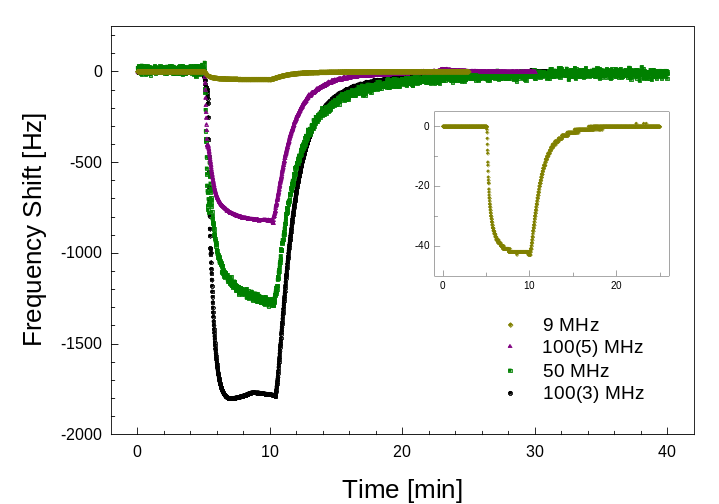 Frequency Shift [Hz]
0
-500
-1000
-1500
-2000
0
-20
-40
0 10 20
9 MHz
100(5) MHz
50 MHz
100(3) MHz
0 10 20 30 40
Time [min]